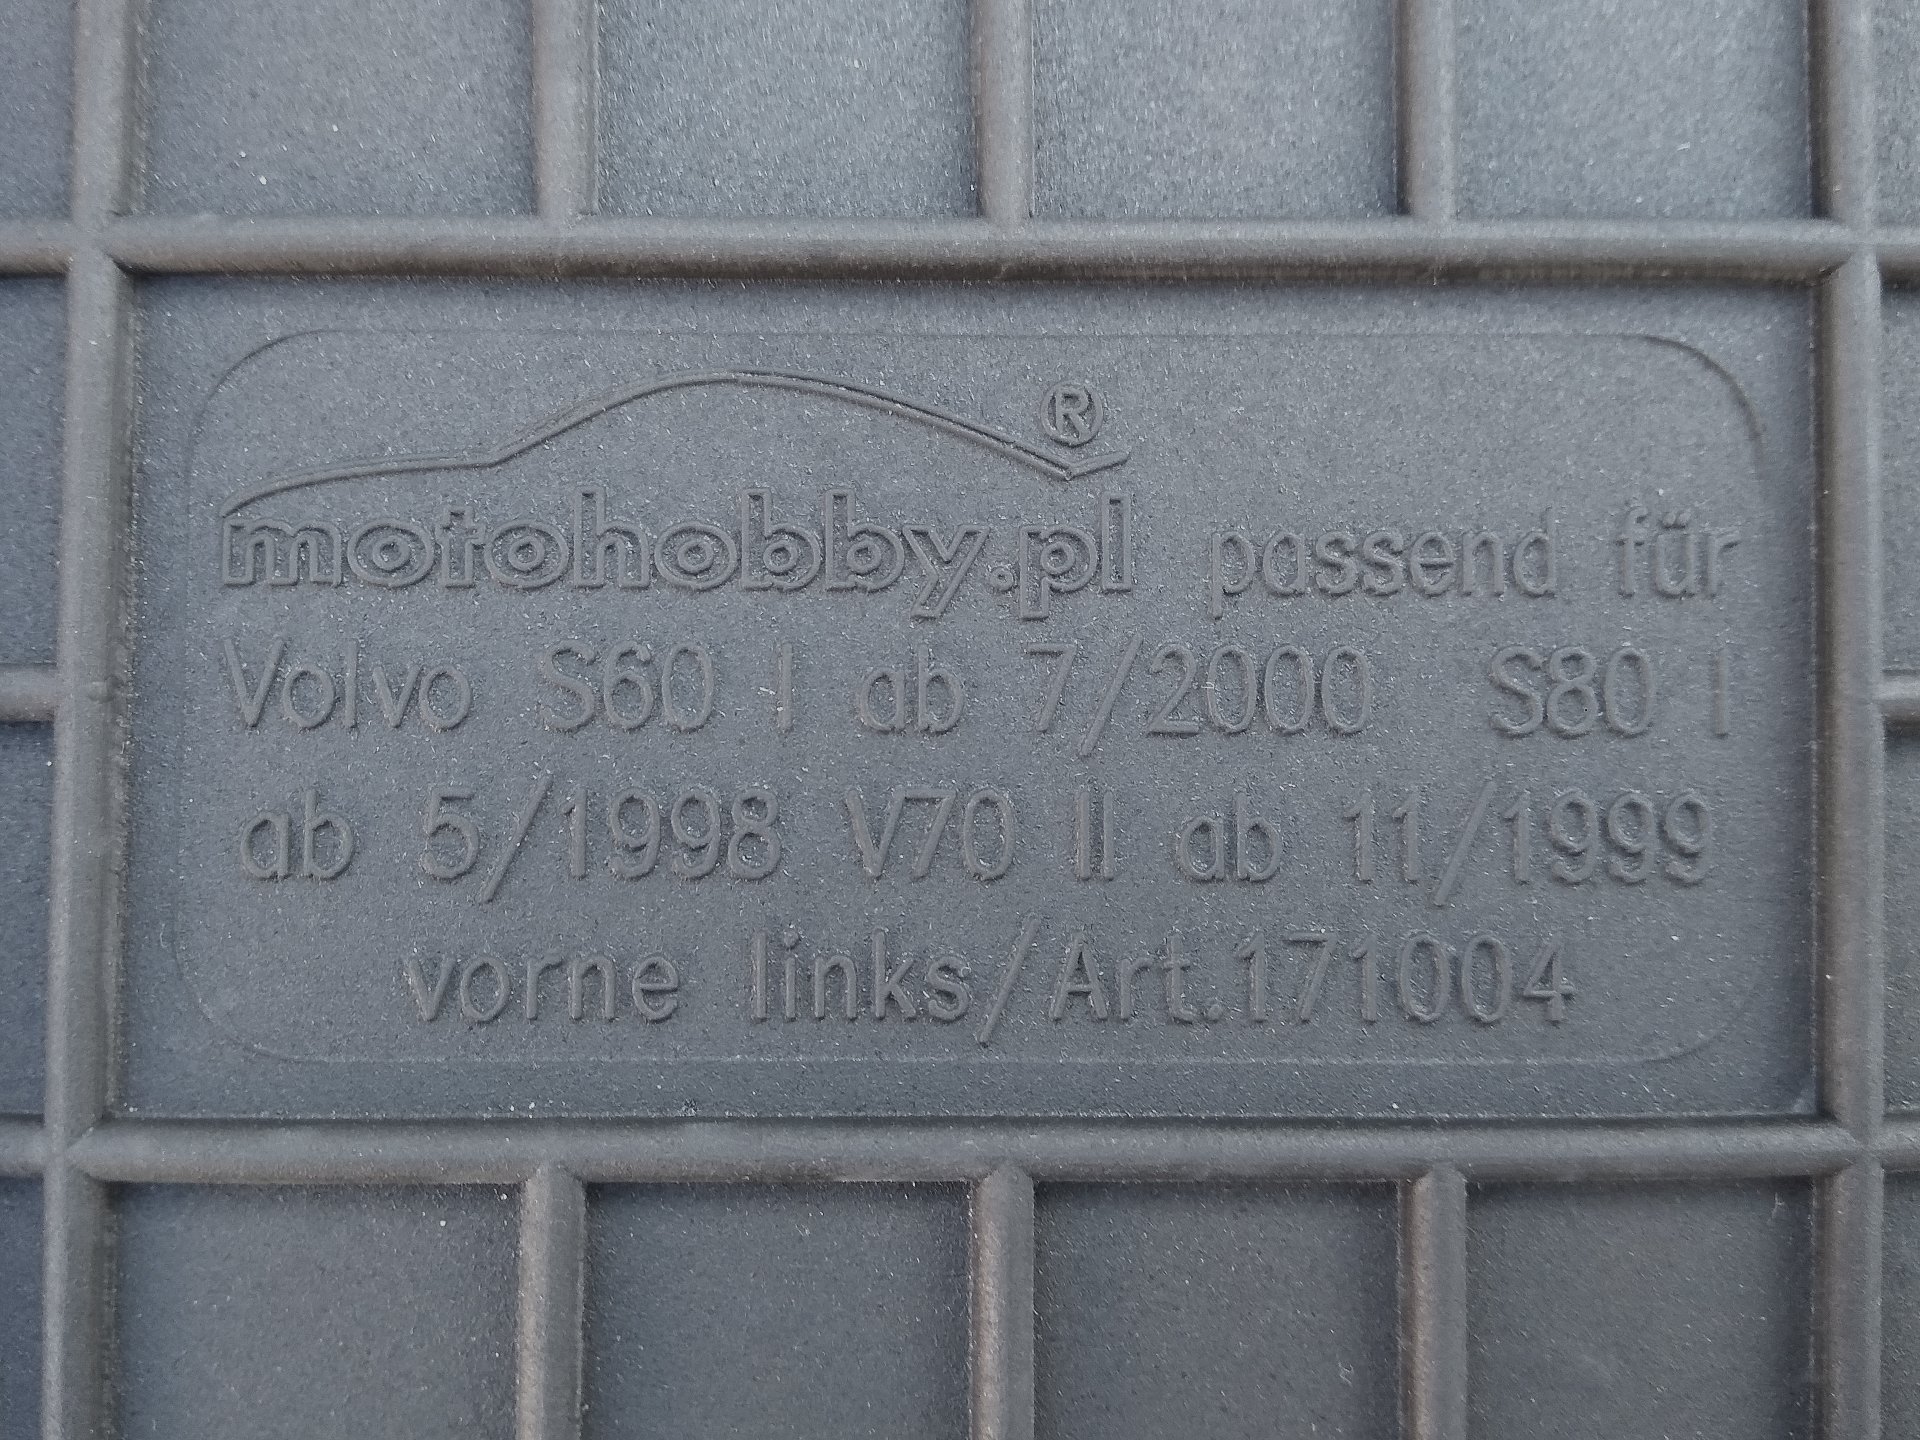 motohobby.pl® passend für
Volvo S60 I ab 7/2000 S80 I
ab 5/1998 V70 II ab 11/1999
vorne links/Art.171004